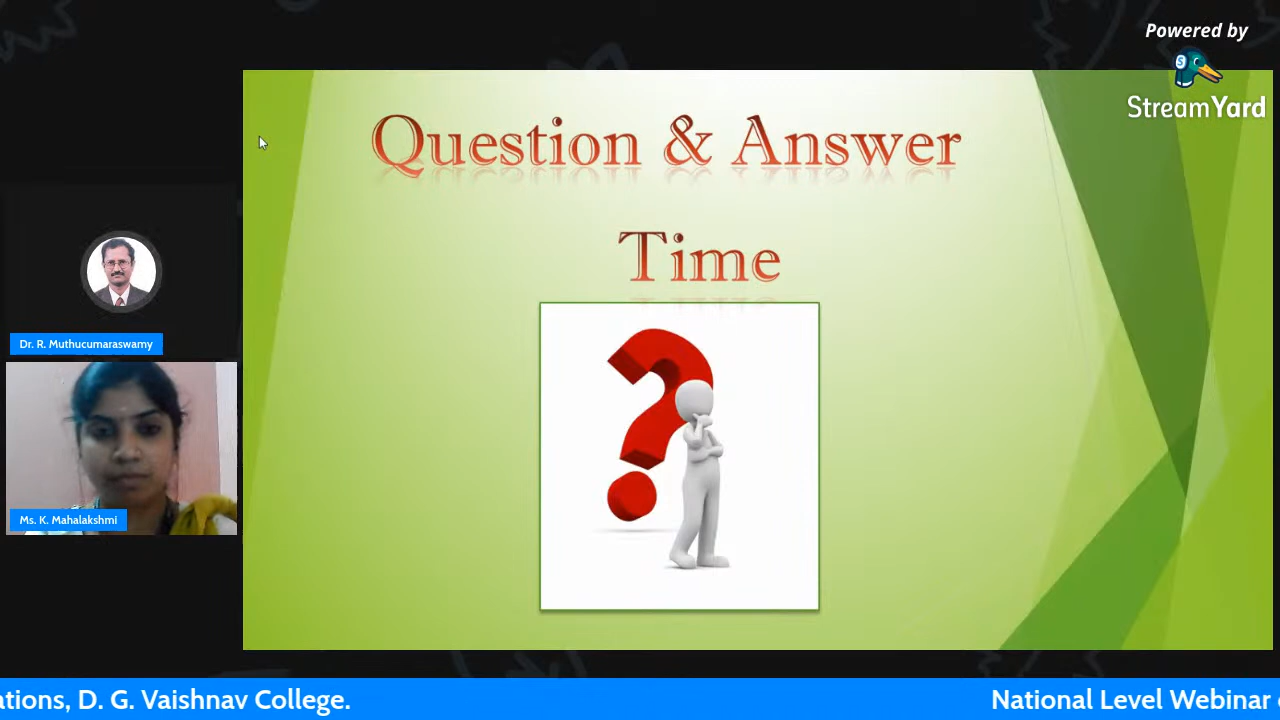 Powered by
StreamYard
Question & Answer
Time
Dr. R. Muthucumaraswamy
Ms. K. Mahalakshmi
ations, D. G. Vaishnav College.
National Level Webinar